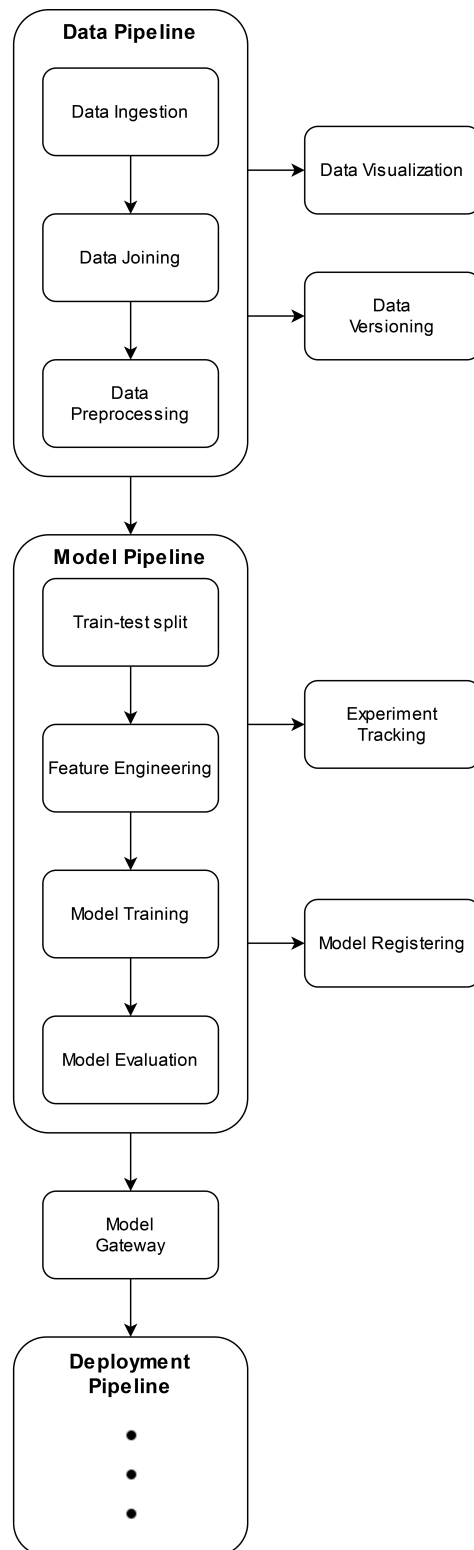 Data Pipeline
Data Ingestion
Data Visualization
Data Joining
Data
Versioning
Data
Preprocessing
Model Pipeline
Train-test split
Experiment
Tracking
Feature Engineering
Model Training
Model Registering
Model Evaluation
Model
Gateway
Deployment
Pipeline